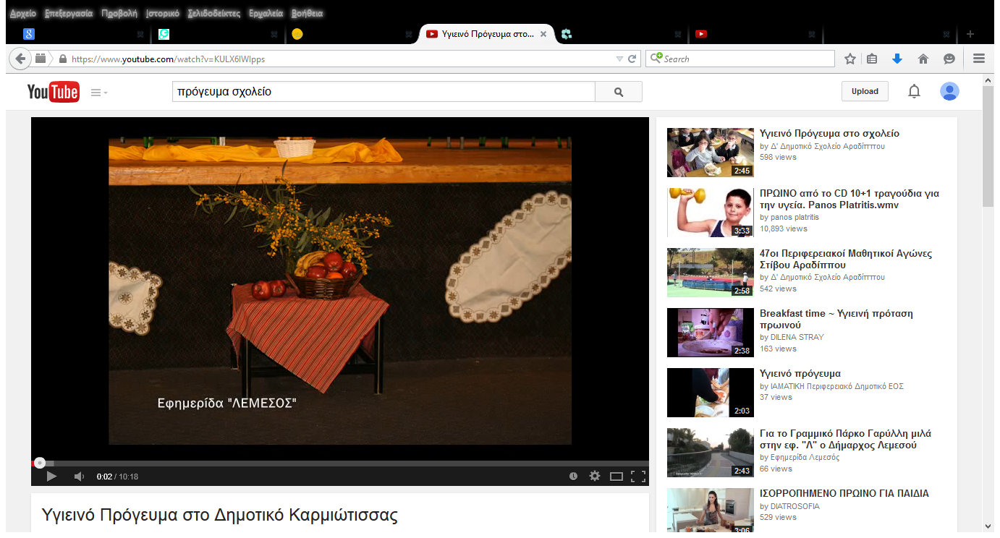 Αρχείο Επεξεργασία Προβολή Ιστορικό Σελιδοδείκτες Εργαλεία Βοήθεια
Υγιεινό Πρόγευμα στο...
https://www.youtube.com/watch?v=KULX6lWIpps
Search
YouTube
πρόγευμα σχολείο
Upload
Εφημερίδα "ΛΕΜΕΣΟΣ"
0:02 / 10:18
Υγιεινό Πρόγευμα στο Δημοτικό Καρμιώτισσας
Υγιεινό Πρόγευμα στο σχολείο
by Δ' Δημοτικό Σχολείο Αραδίππου
598 views
2:45
ΠΡΩΙΝΟ από το CD 10+1 τραγούδια για
την υγεία. Panos Platritis.wmv
by panos platritis
10,893 views
3:33
47οι Περιφερειακοί Μαθητικοί Αγώνες
Στίβου Αραδίππου
by Δ' Δημοτικό Σχολείο Αραδίππου
542 views
2:58
Breakfast time ~ Υγιεινή πρόταση
πρωινού
by DILENA STRAY
163 views
2:38
Υγιεινό πρόγευμα
by ΙΑΜΑΤΙΚΗ Περιφερειακό Δημοτικό ΕΟΣ
37 views
2:03
Για το Γραμμικό Πάρκο Γαρύλλη μιλά
στην εφ. "Λ" ο Δήμαρχος Λεμεσού
by Εφημερίδα Λεμεσός
66 views
2:43
ΙΣΟΡΡΟΠΗΜΕΝΟ ΠΡΩΙΝΟ ΓΙΑ ΠΑΙΔΙΑ
by DIATROSOFIA
529 views
3:06